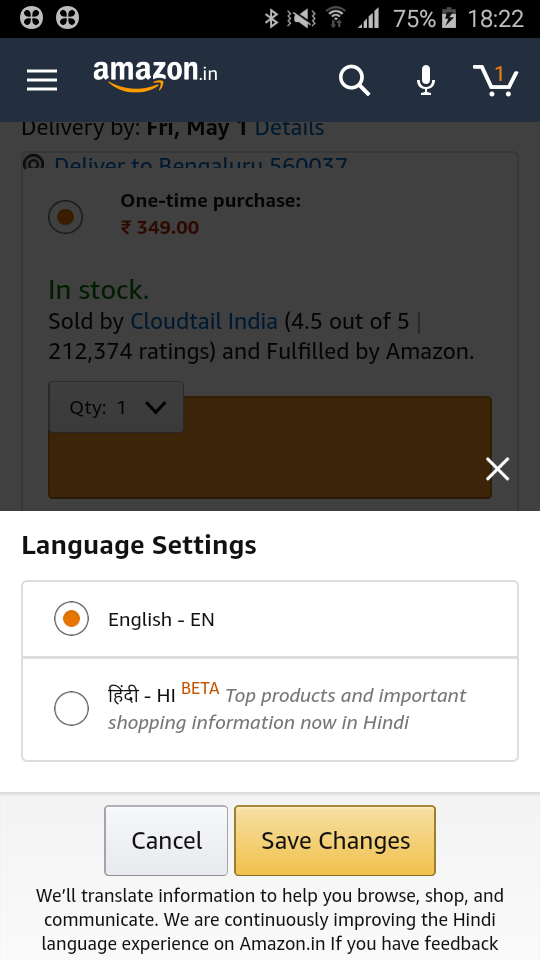 75% 18:22
amazon.in
1
Delivery by: Fri, May 1 Details
Deliver to Bengaluru 560037
One-time purchase:
₹ 349.00
In stock.
Sold by Cloudtail India (4.5 out of 5 |
212,374 ratings) and Fulfilled by Amazon.
Qty: 1
Language Settings
English - EN
हिंदी - HI BETA Top products and important
shopping information now in Hindi
Cancel
Save Changes
We'll translate information to help you browse, shop, and
communicate. We are continuously improving the Hindi
language experience on Amazon.in If you have feedback